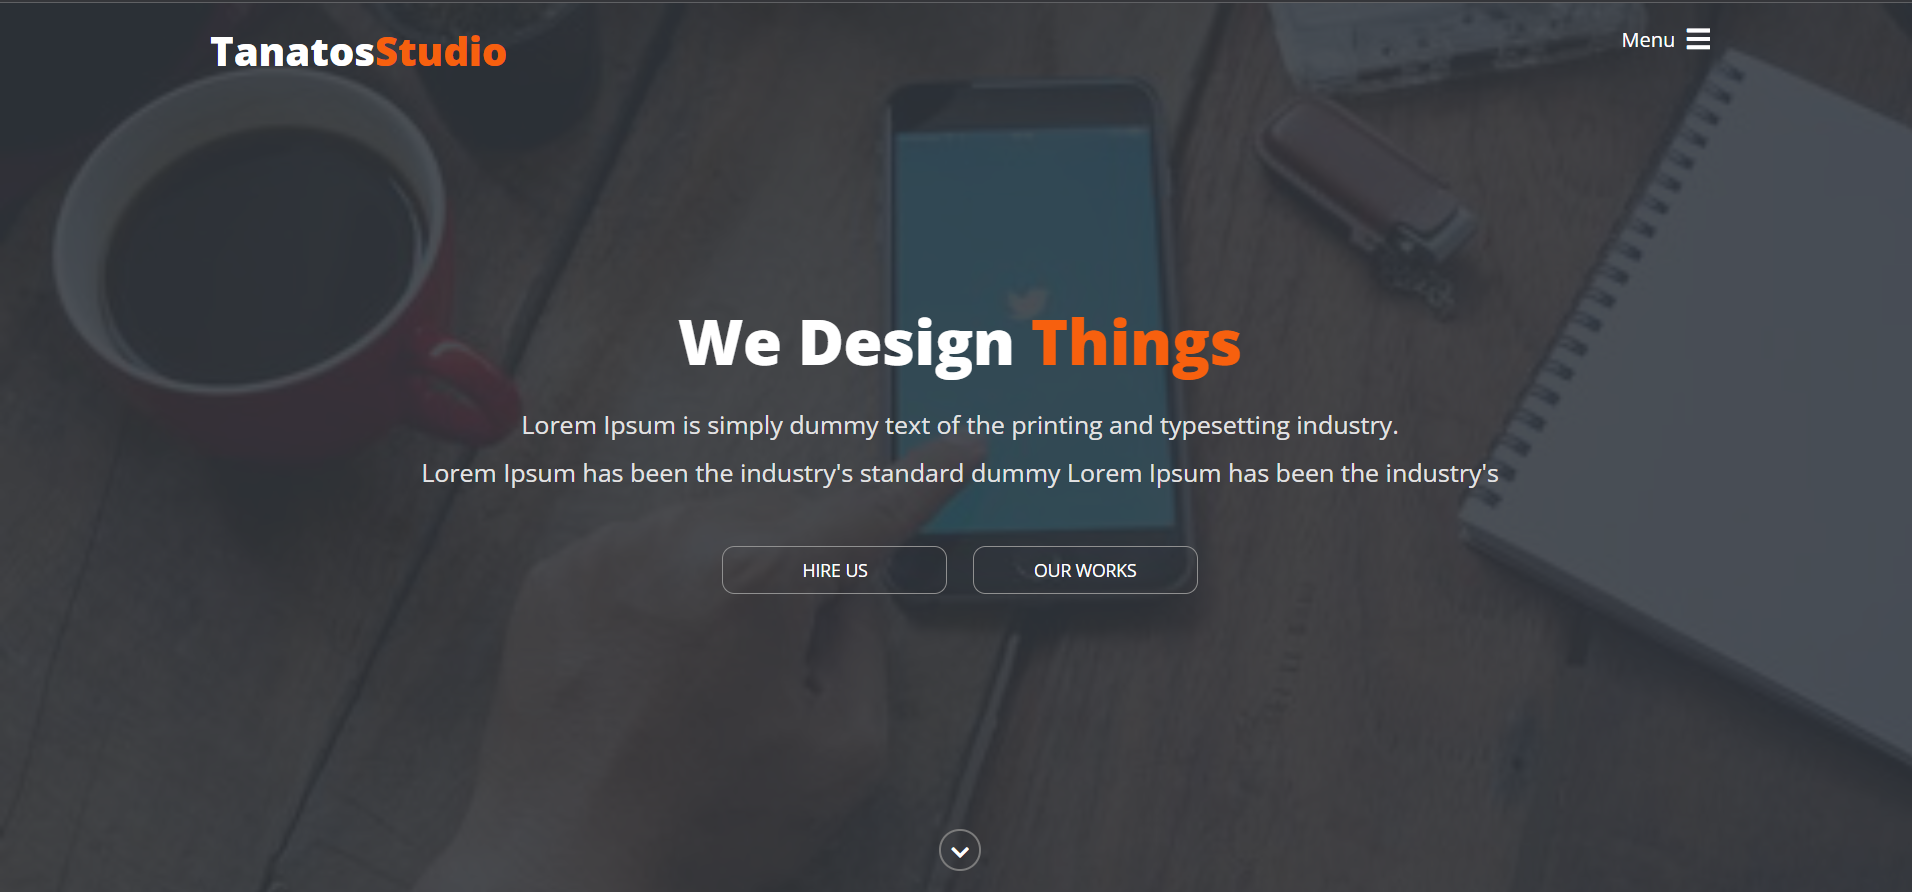 TanatosStudio
Menu
We Design Things
Lorem Ipsum is simply dummy text of the printing and typesetting industry.
Lorem Ipsum has been the industry's standard dummy Lorem Ipsum has been the industry's
HIRE US
OUR WORKS